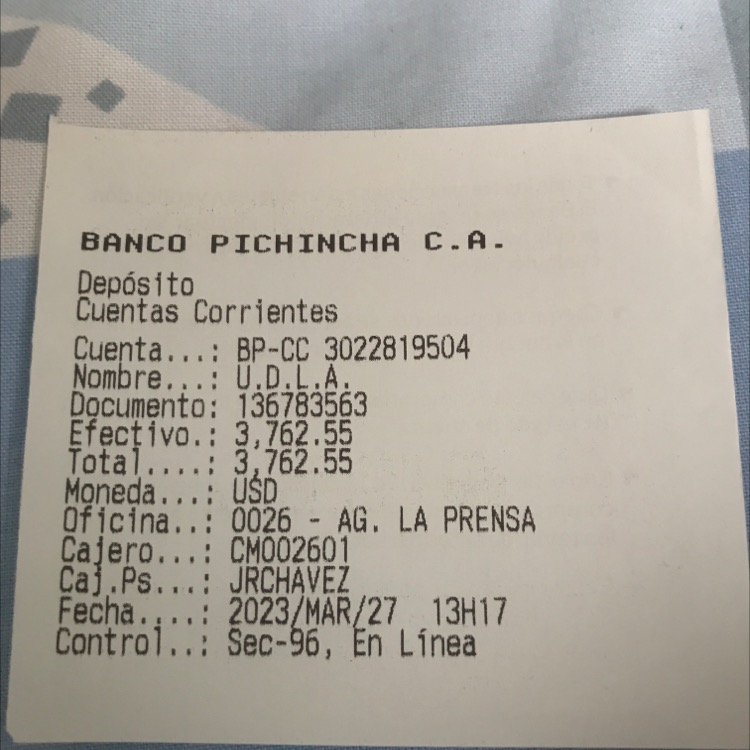 BANCO PICHINCHA C.A.
Depósito
Cuentas Corrientes
Cuenta...: BP-CC 3022819504
Nombre...: U.D.L.A.
Documento: 136783563
Efectivo.: 3,762.55
Total....: 3,762.55
Moneda...: USD
Oficina..: 0026 - AG. LA PRENSA
Cajero...: CM002601
Caj.Ps...: JRCHAVEZ
Fecha....: 2023/MAR/27 13H17
Control..: Sec-96, En Línea